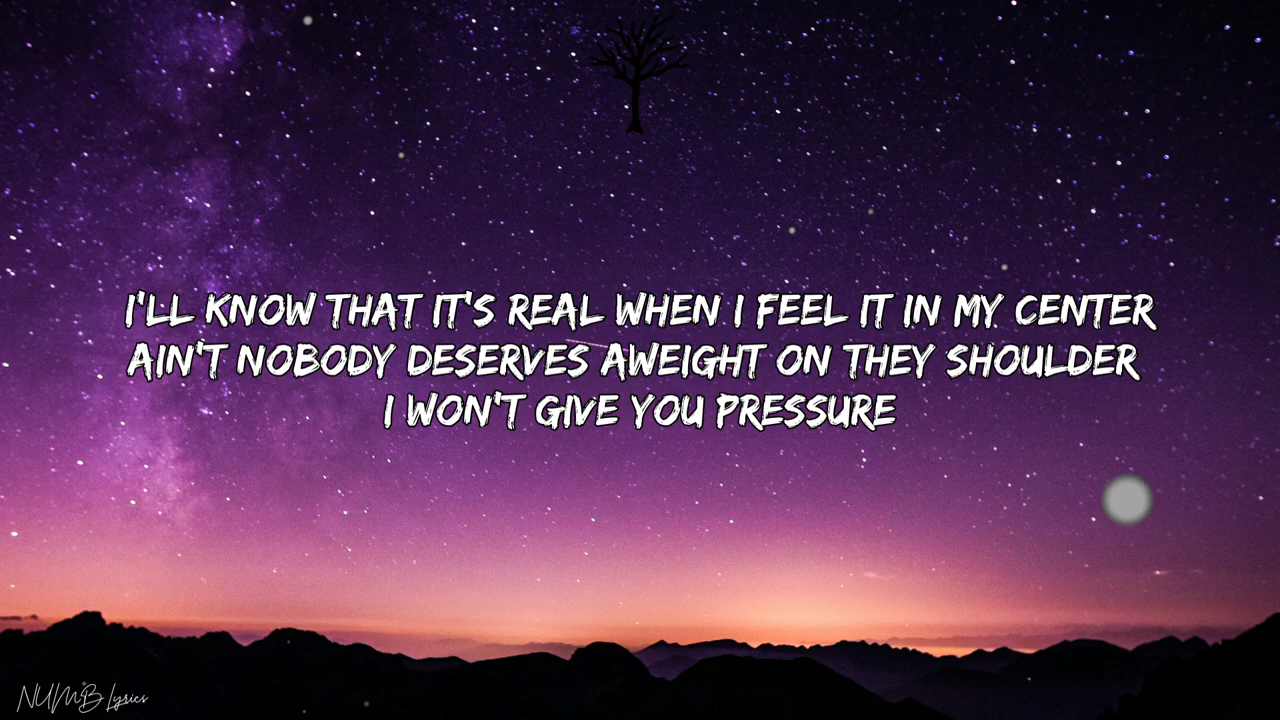 I'LL KNOW THAT IT'S REAL WHEN I FEEL IT IN MY CENTER
AIN'T NOBODY DESERVES AWEIGHT ON THEY SHOULDER
I WON'T GIVE YOU PRESSURE
NUMB Lyrics